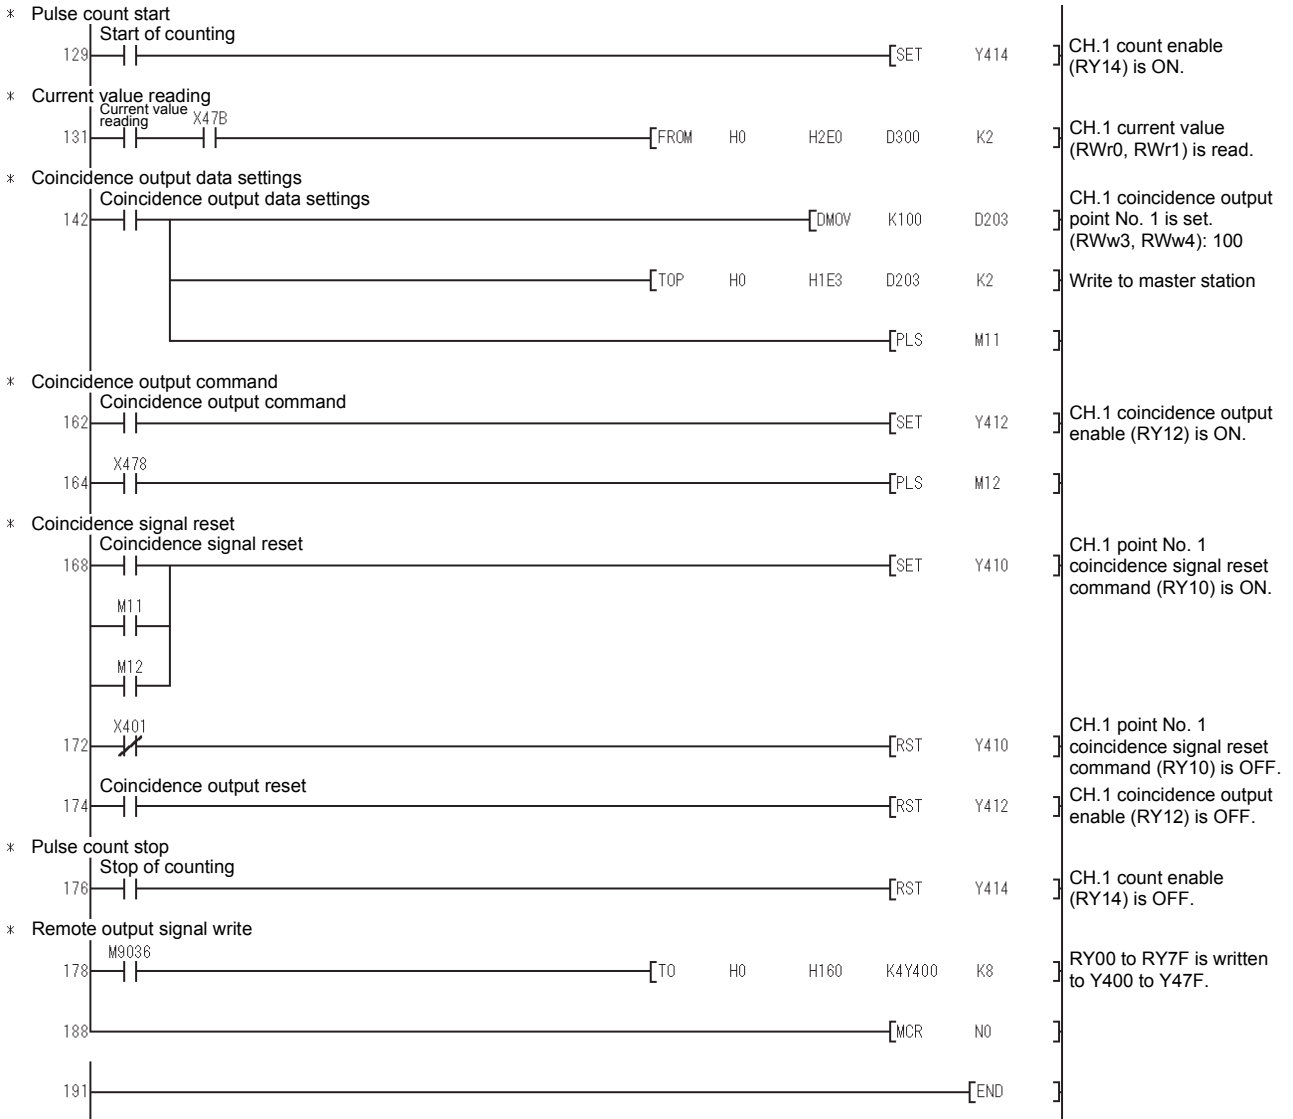 * Pulse count start
Start of counting
129 SET Y414 CH.1 count enable
(RY14) is ON.
* Current value reading
Current value
reading X47B
131 FROM H0 H2E0 D300 K2 CH.1 current value
(RWr0, RWr1) is read.
* Coincidence output data settings
Coincidence output data settings
142 DMOV K100 D203 CH.1 coincidence output
point No. 1 is set.
(RWw3, RWw4): 100
TOP H0 H1E3 D203 K2 Write to master station
PLS M11
* Coincidence output command
Coincidence output command
162 SET Y412 CH.1 coincidence output
enable (RY12) is ON.
X478
164 PLS M12
* Coincidence signal reset
Coincidence signal reset
168 SET Y410 CH.1 point No. 1
coincidence signal reset
command (RY10) is ON.
M11
M12
X401
172 RST Y410 CH.1 point No. 1
coincidence signal reset
command (RY10) is OFF.
Coincidence output reset
174 RST Y412 CH.1 coincidence output
enable (RY12) is OFF.
* Pulse count stop
Stop of counting
176 RST Y414 CH.1 count enable
(RY14) is OFF.
* Remote output signal write
M9036
178 TO H0 H160 K4Y400 K8 RY00 to RY7F is written
to Y400 to Y47F.
188 MCR N0
191 END